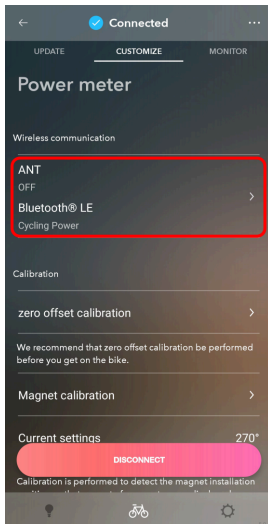 Connected
UPDATE CUSTOMIZE MONITOR
Power meter
Wireless communication
ANT
OFF
Bluetooth® LE
Cycling Power
Calibration
zero offset calibration
We recommend that zero offset calibration be performed
before you get on the bike.
Magnet calibration
Current settings 270°
DISCONNECT
Calibration is performed to detect the magnet installation